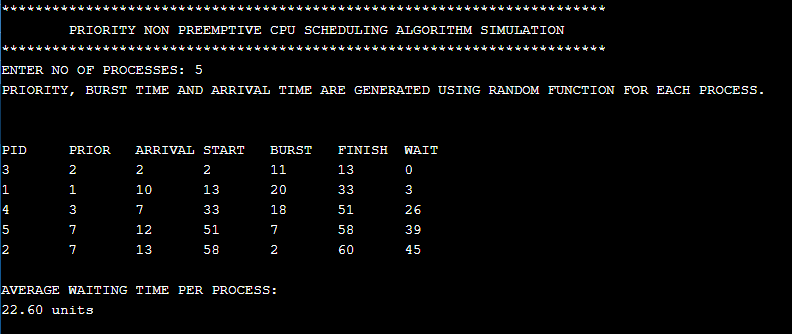 ************************************************************************
PRIORITY NON PREEMPTIVE CPU SCHEDULING ALGORITHM SIMULATION
************************************************************************
ENTER NO OF PROCESSES: 5
PRIORITY, BURST TIME AND ARRIVAL TIME ARE GENERATED USING RANDOM FUNCTION FOR EACH PROCESS.
PID PRIOR ARRIVAL START BURST FINISH WAIT
3 2 2 2 11 13 0
1 1 10 13 20 33 3
4 3 7 33 18 51 26
5 7 12 51 7 58 39
2 7 13 58 2 60 45
AVERAGE WAITING TIME PER PROCESS:
22.60 units